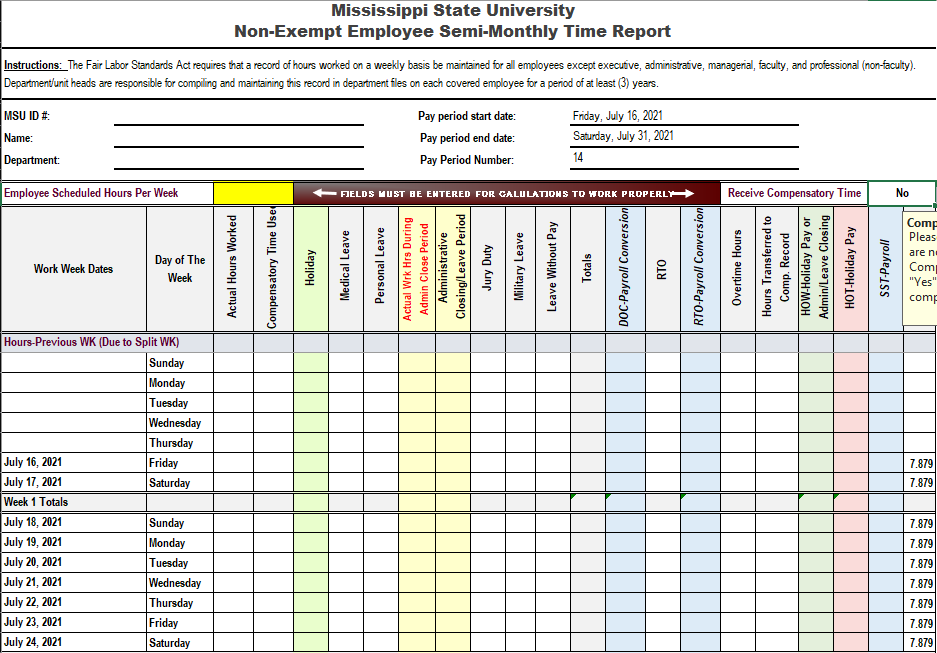 Mississippi State University
Non-Exempt Employee Semi-Monthly Time Report
Instructions: The Fair Labor Standards Act requires that a record of hours worked on a weekly basis be maintained for all employees except executive, administrative, managerial, faculty, and professional (non-faculty).
Department/unit heads are responsible for compiling and maintaining this record in department files on each covered employee for a period of at least (3) years.
MSU ID #: Pay period start date: Friday, July 16, 2021
Name: Pay period end date: Saturday, July 31, 2021
Department: Pay Period Number: 14
Employee Scheduled Hours Per Week FIELDS MUST BE ENTERED FOR CALULATIONS TO WORK PROPERLY Receive Compensatory Time No
Work Week Dates
Day of The
Week
Actual Hours Worked
Compensatory Time Used
Holiday
Medical Leave
Personal Leave
Actual Wrk Hrs During
Admin Close Period
Administrative
Closing/Leave Period
Jury Duty
Military Leave
Leave Without Pay
Totals
DOC-Payroll Conversion
RTO
RTO-Payroll Conversion
Overtime Hours
Hours Transferred to
Comp. Record
HOW-Holiday Pay or
Admin/Leave Closing
HOT-Holiday Pay
SST-Payroll
Comp
Pleas
are no
Comp
"Yes"
comp
Hours-Previous WK (Due to Split WK)
Sunday
Monday
Tuesday
Wednesday
Thursday
July 16, 2021 Friday 7.879
July 17, 2021 Saturday 7.879
Week 1 Totals
July 18, 2021 Sunday 7.879
July 19, 2021 Monday 7.879
July 20, 2021 Tuesday 7.879
July 21, 2021 Wednesday 7.879
July 22, 2021 Thursday 7.879
July 23, 2021 Friday 7.879
July 24, 2021 Saturday 7.879